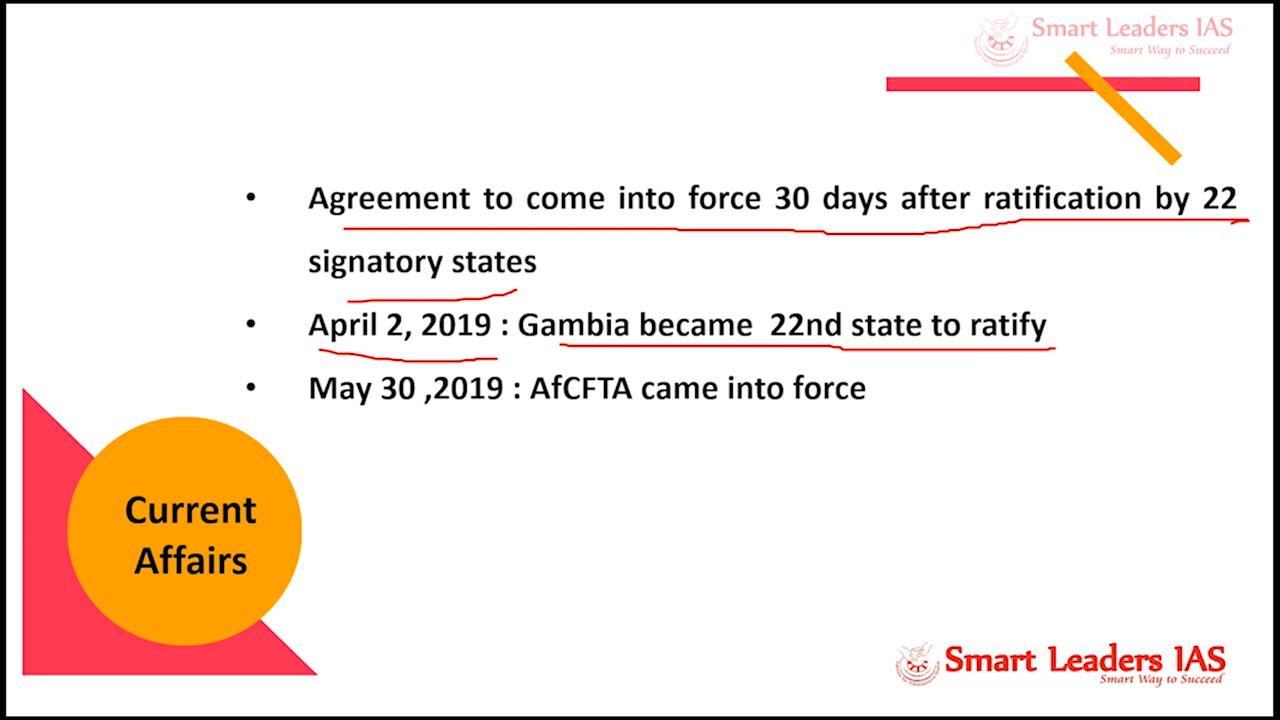 Smart Leaders IAS
Smart Way to Succeed
• Agreement to come into force 30 days after ratification by 22
signatory states
• April 2, 2019 : Gambia became 22nd state to ratify
• May 30 ,2019 : AfCFTA came into force
Current
Affairs
Smart Leaders IAS
Smart Way to Succeed